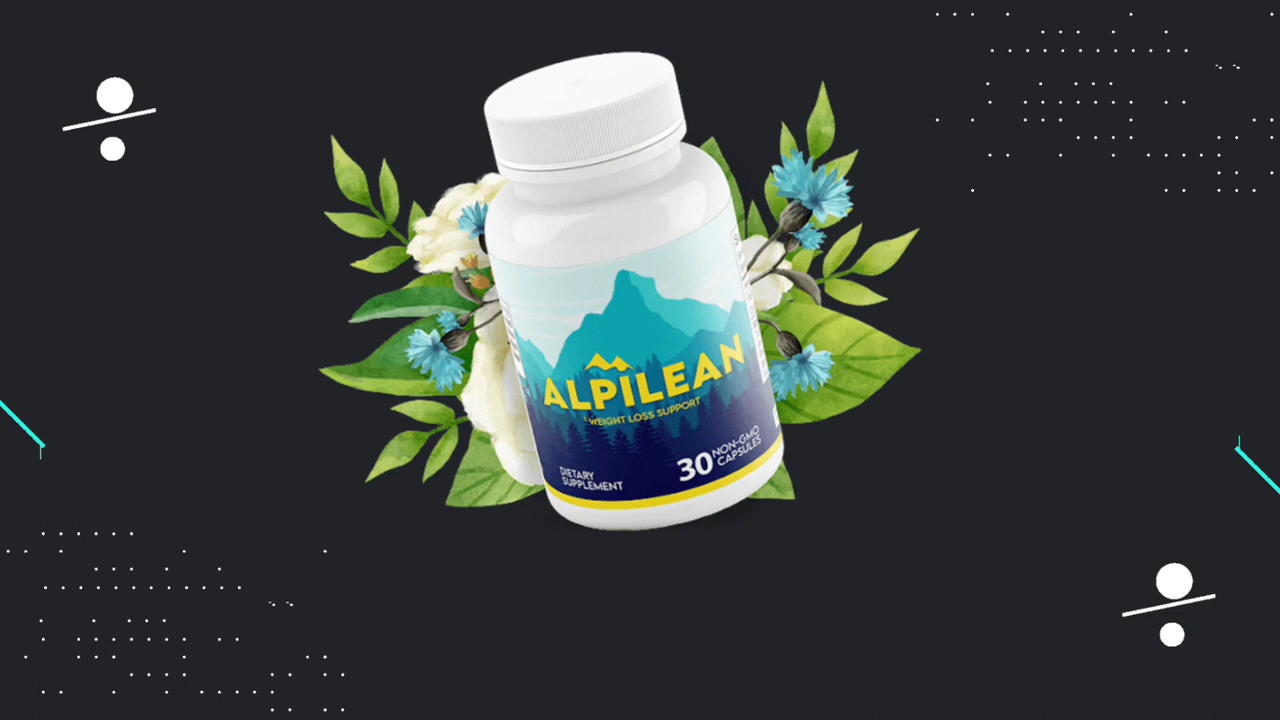 ALPILEAN
WEIGHT LOSS SUPPORT
DIETARY
SUPPLEMENT
30 NON-GMO
CAPSULES